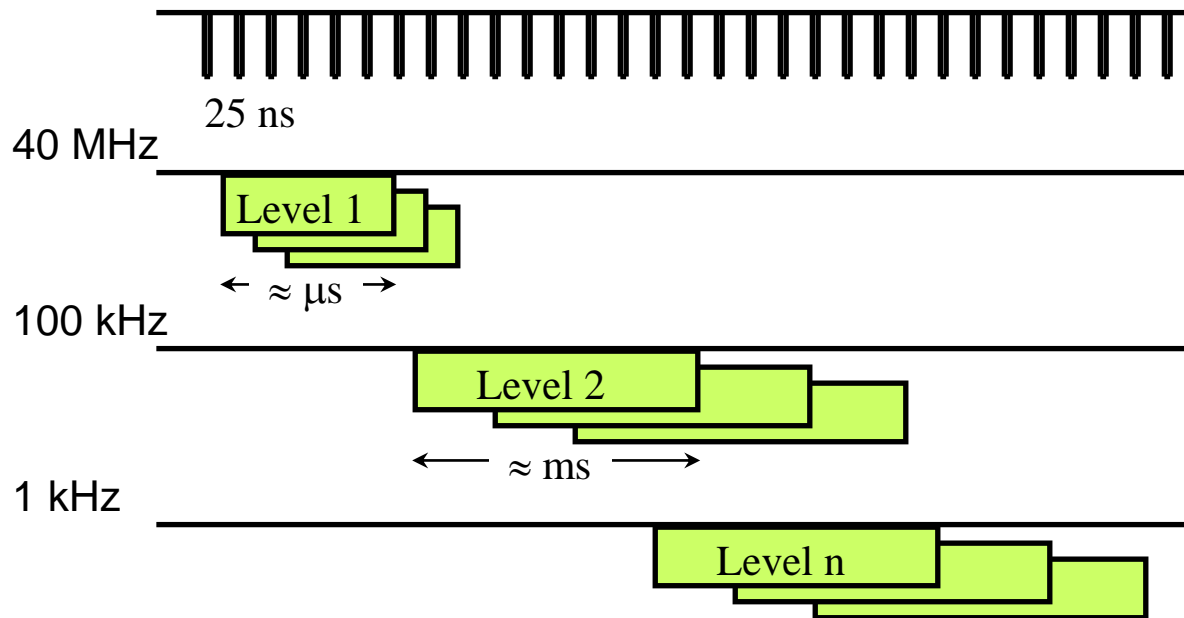 25 ns
40 MHz
Level 1
≈ μs
100 kHz
Level 2
≈ ms
1 kHz
Level n